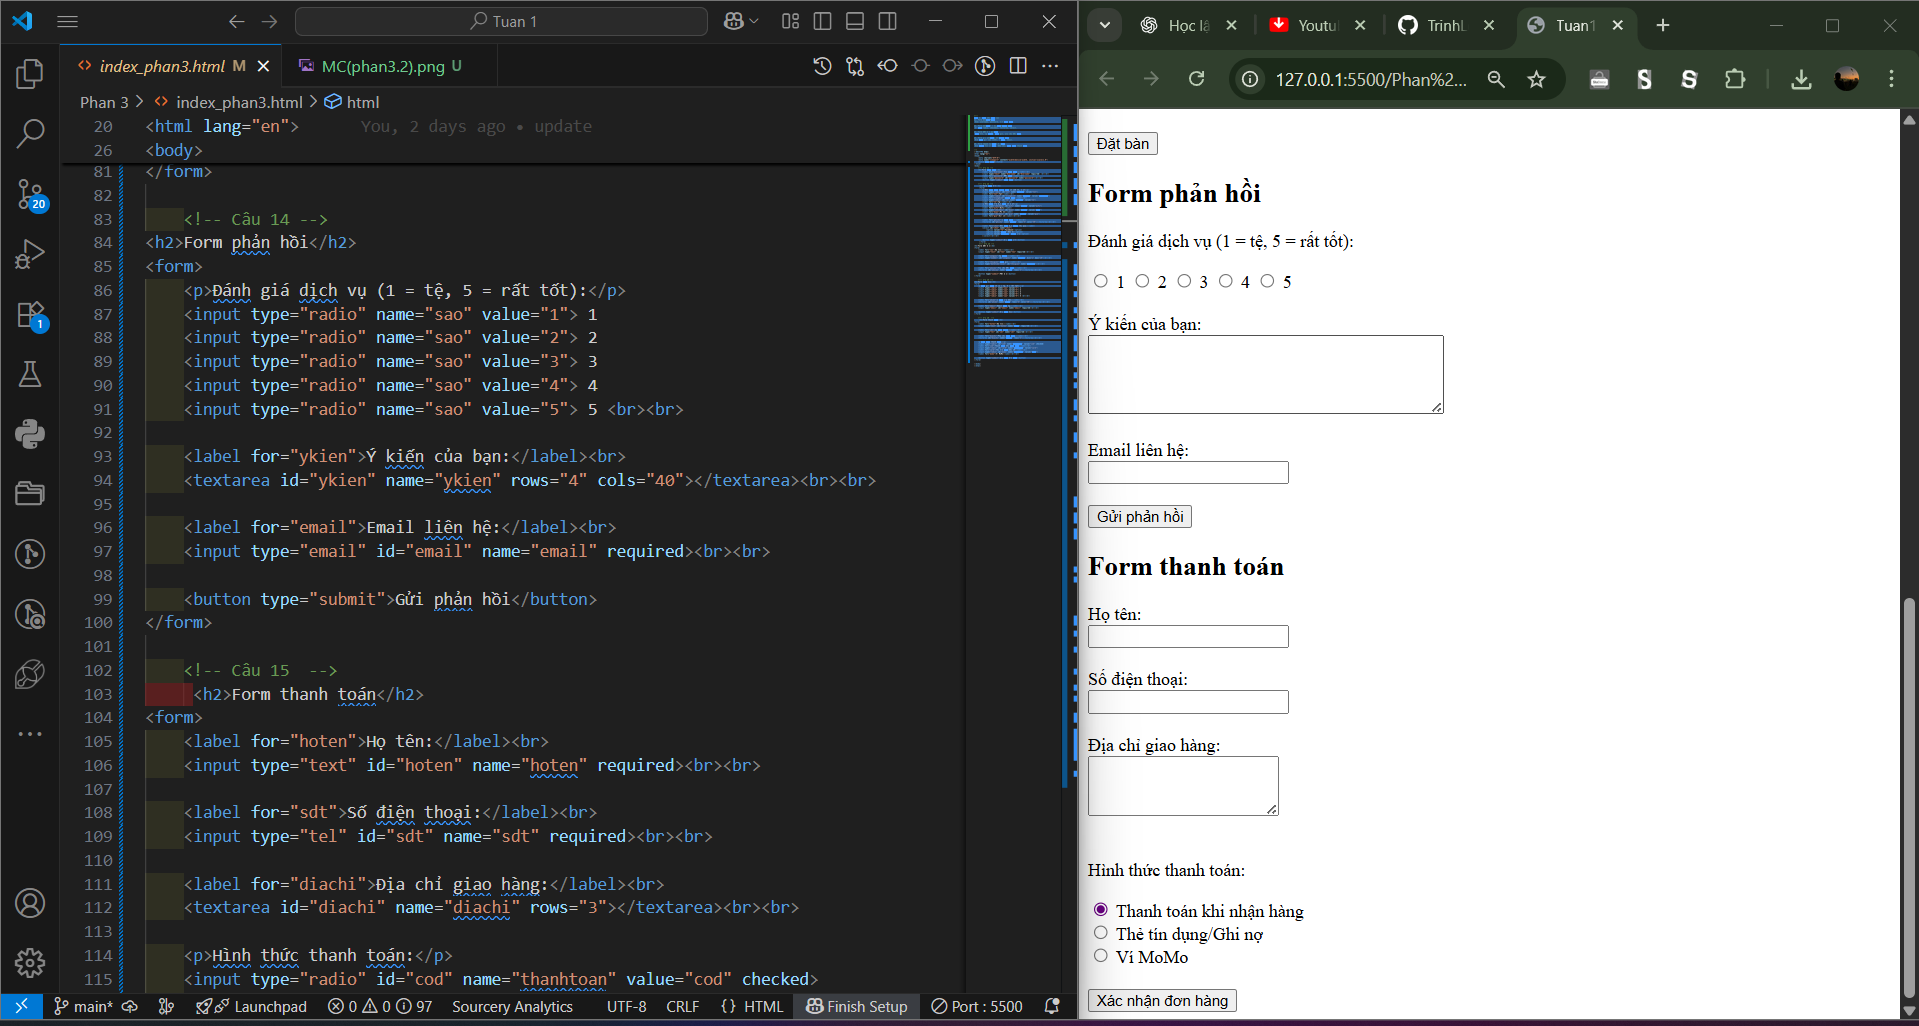 Tuan 1
index_phan3.html M
MC(phan3.2).png U
Phan 3 > index_phan3.html > html
20 <html lang="en"> You, 2 days ago • update
26 <body>
81 </form>
82
83 <!-- Câu 14 -->
84 <h2>Form phản hồi</h2>
85 <form>
86 <p>Đánh giá dịch vụ (1 = tệ, 5 = rất tốt):</p>
87 <input type="radio" name="sao" value="1"> 1
88 <input type="radio" name="sao" value="2"> 2
89 <input type="radio" name="sao" value="3"> 3
90 <input type="radio" name="sao" value="4"> 4
91 <input type="radio" name="sao" value="5"> 5 <br><br>
92
93 <label for="ykien">Ý kiến của bạn:</label><br>
94 <textarea id="ykien" name="ykien" rows="4" cols="40"></textarea><br><br>
95
96 <label for="email">Email liên hệ:</label><br>
97 <input type="email" id="email" name="email" required><br><br>
98
99 <button type="submit">Gửi phản hồi</button>
100 </form>
101
102 <!-- Câu 15  -->
103 <h2>Form thanh toán</h2>
104 <form>
105 <label for="hoten">Họ tên:</label><br>
106 <input type="text" id="hoten" name="hoten" required><br><br>
107
108 <label for="sdt">Số điện thoại:</label><br>
109 <input type="tel" id="sdt" name="sdt" required><br><br>
110
111 <label for="diachi">Địa chỉ giao hàng:</label><br>
112 <textarea id="diachi" name="diachi" rows="3"></textarea><br><br>
113
114 <p>Hình thức thanh toán:</p>
115 <input type="radio" id="cod" name="thanhtoan" value="cod" checked>
20
1
main* Launchpad 0 0 97 Sourcery Analytics UTF-8 CRLF {} HTML Finish Setup Port : 5500
Học lậ
Youtu
TrinhL
Tuan1
127.0.0.1:5500/Phan%2...
Đặt bàn
Form phản hồi
Đánh giá dịch vụ (1 = tệ, 5 = rất tốt):
1 2 3 4 5
Ý kiến của bạn:
Email liên hệ:
Gửi phản hồi
Form thanh toán
Họ tên:
Số điện thoại:
Địa chỉ giao hàng:
Hình thức thanh toán:
Thanh toán khi nhận hàng
Thẻ tín dụng/Ghi nợ
Ví MoMo
Xác nhận đơn hàng